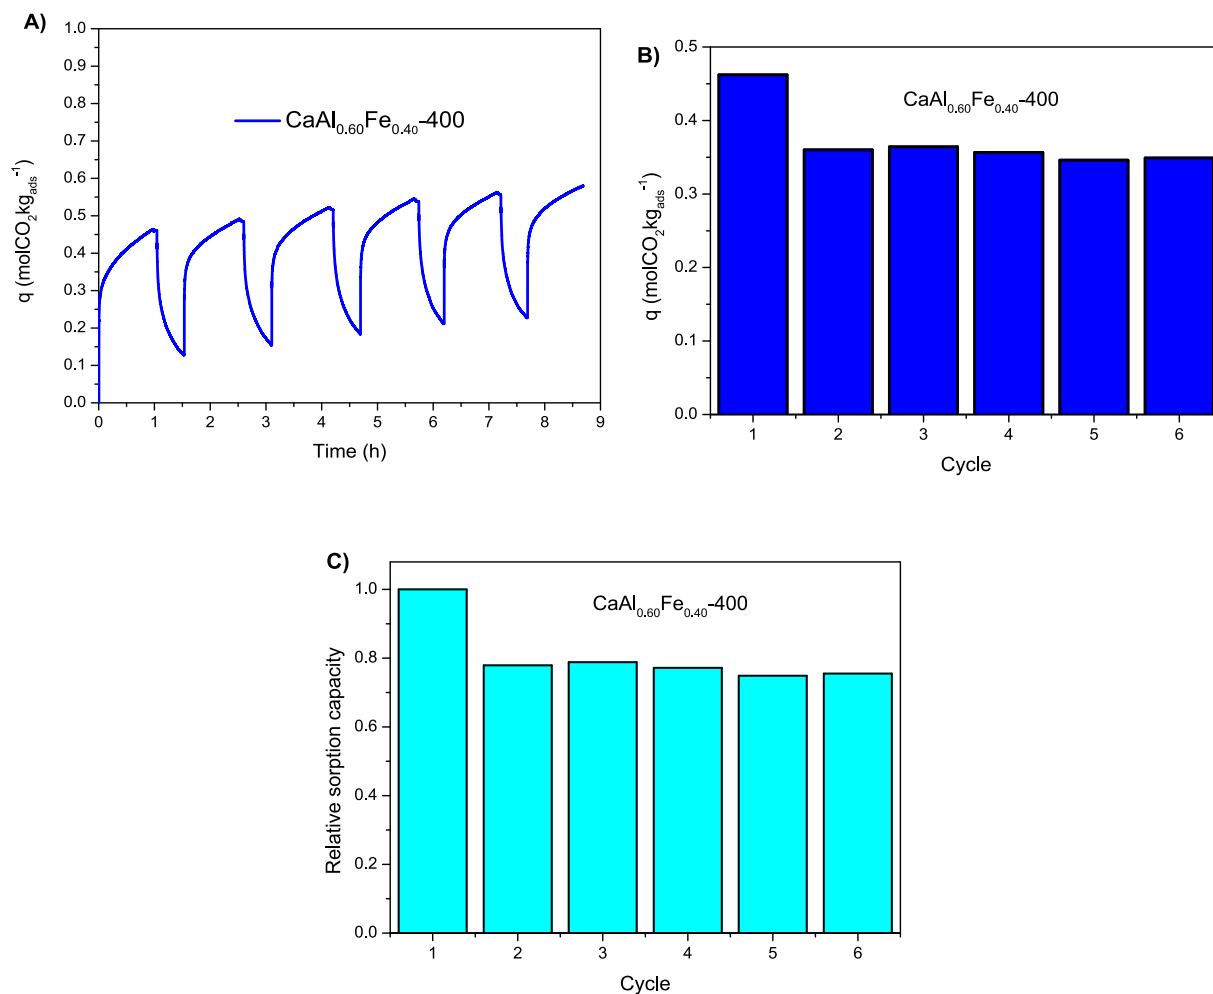 A)
1.0
0.9
0.8
0.7
0.6
0.5
0.4
0.3
0.2
0.1
0.0
q (molCO₂kg_ads⁻¹)
CaAl₀.₆₀Fe₀.₄₀-400
0 1 2 3 4 5 6 7 8 9
Time (h)
B)
0.5
0.4
0.3
0.2
0.1
0.0
q (molCO₂kg_ads⁻¹)
CaAl₀.₆₀Fe₀.₄₀-400
1 2 3 4 5 6
Cycle
C)
1.0
0.8
0.6
0.4
0.2
0.0
Relative sorption capacity
CaAl₀.₆₀Fe₀.₄₀-400
1 2 3 4 5 6
Cycle